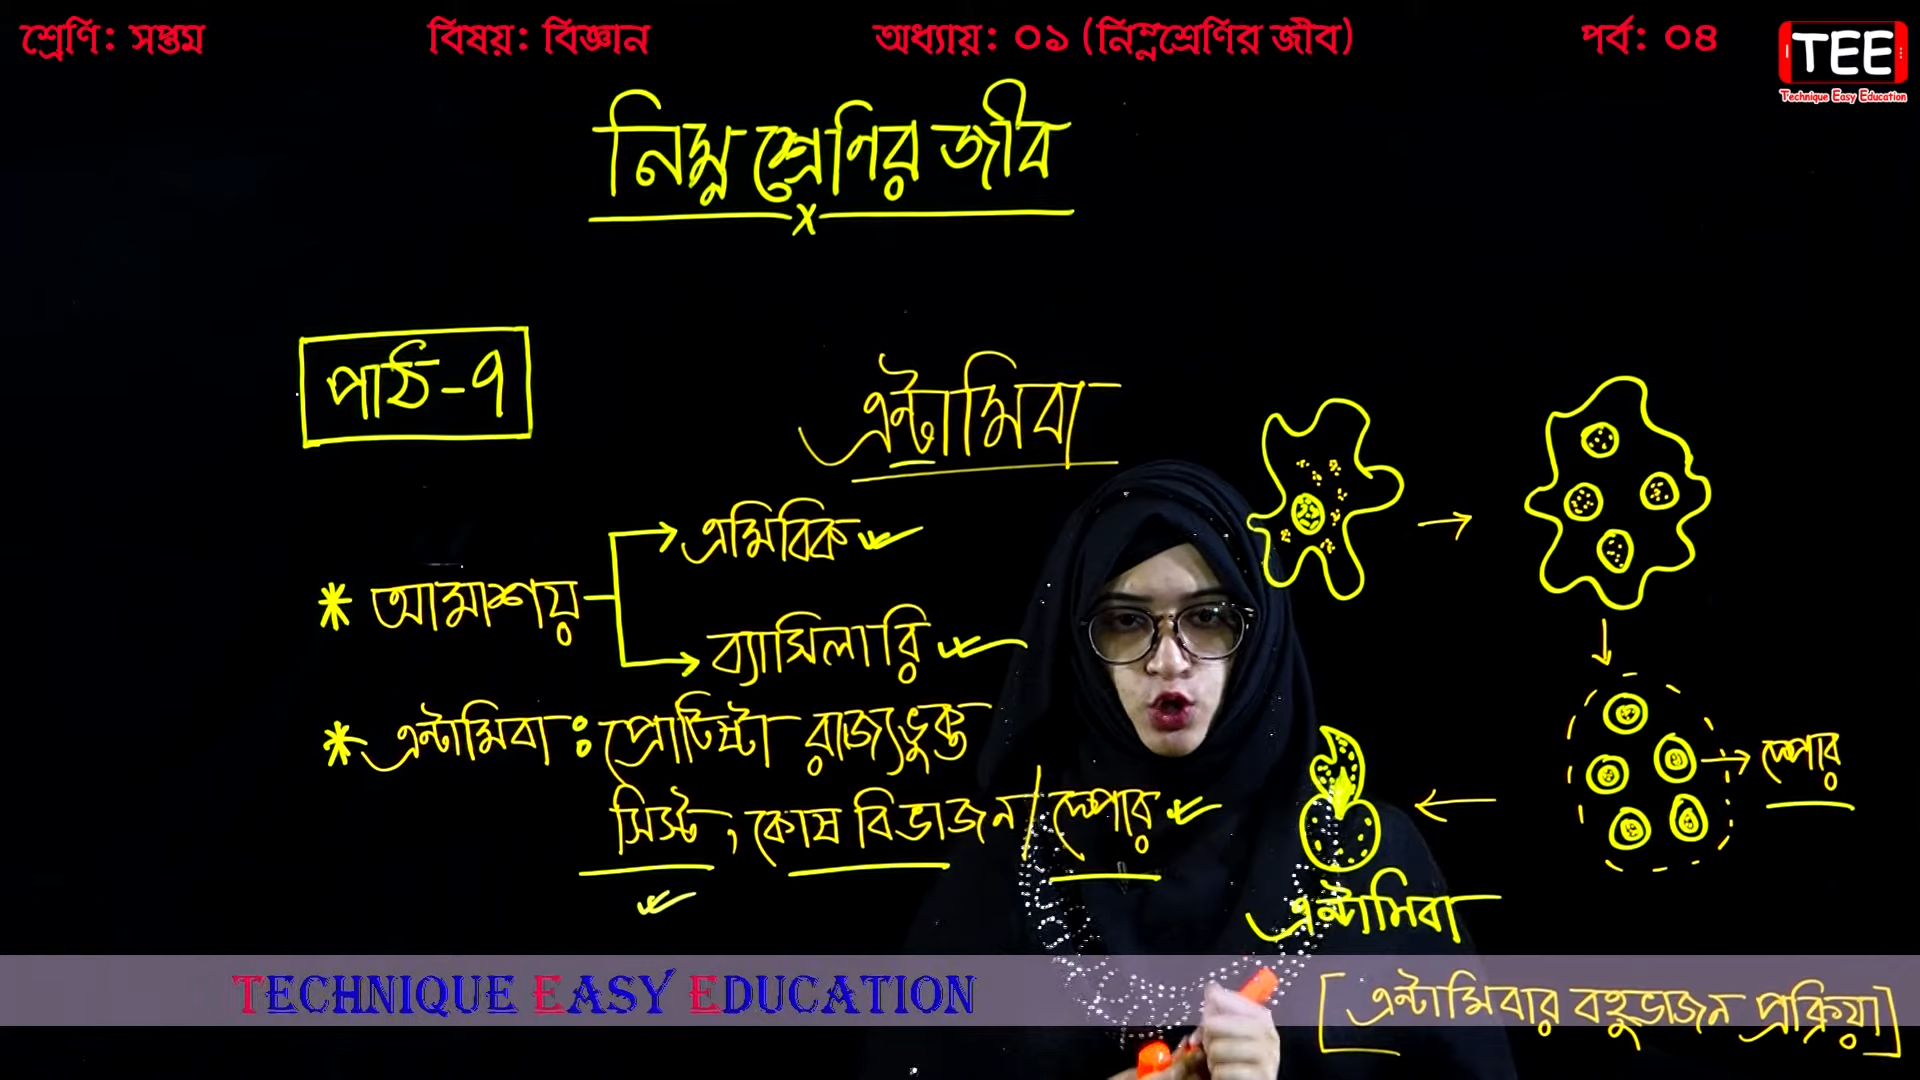 শ্রেণি: সপ্তম বিষয়: বিজ্ঞান অধ্যায়: ০১ (নিম্নশ্রেণির জীব) পর্ব: ০৪
TEE
Technique Easy Education
নিম্ন শ্রেণির জীব
x
পাঠ-৭
এন্টামিবা
* আমাশয়
এমিবিক
ব্যাসিলারি
* এন্টামিবা : প্রোটিস্টা রাজ্যভুক্ত
সিস্ট, কোষ বিভাজন / স্পোর
স্পোর
এন্টামিবা
TECHNIQUE EASY EDUCATION
[এন্টামিবার বহুভাজন প্রক্রিয়া]